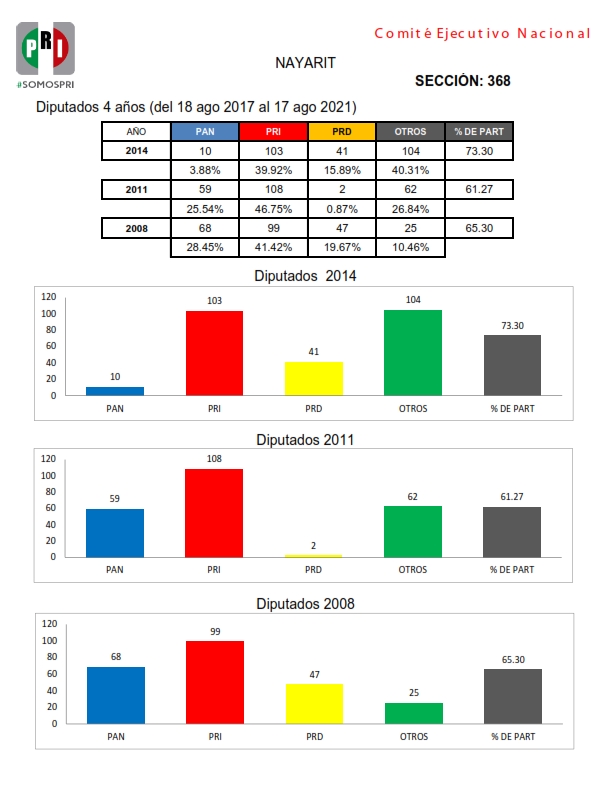 Comité Ejecutivo Nacional
PRI
#SOMOSPRI
NAYARIT
SECCIÓN: 368
Diputados 4 años (del 18 ago 2017 al 17 ago 2021)
AÑO PAN PRI PRD OTROS % DE PART
2014 10 103 41 104 73.30
3.88% 39.92% 15.89% 40.31%
2011 59 108 2 62 61.27
25.54% 46.75% 0.87% 26.84%
2008 68 99 47 25 65.30
28.45% 41.42% 19.67% 10.46%
Diputados 2014
120
100
80
60
40
20
0
10 103 41 104 73.30
PAN PRI PRD OTROS % DE PART
Diputados 2011
120
100
80
60
40
20
0
59 108 2 62 61.27
PAN PRI PRD OTROS % DE PART
Diputados 2008
120
100
80
60
40
20
0
68 99 47 25 65.30
PAN PRI PRD OTROS % DE PART